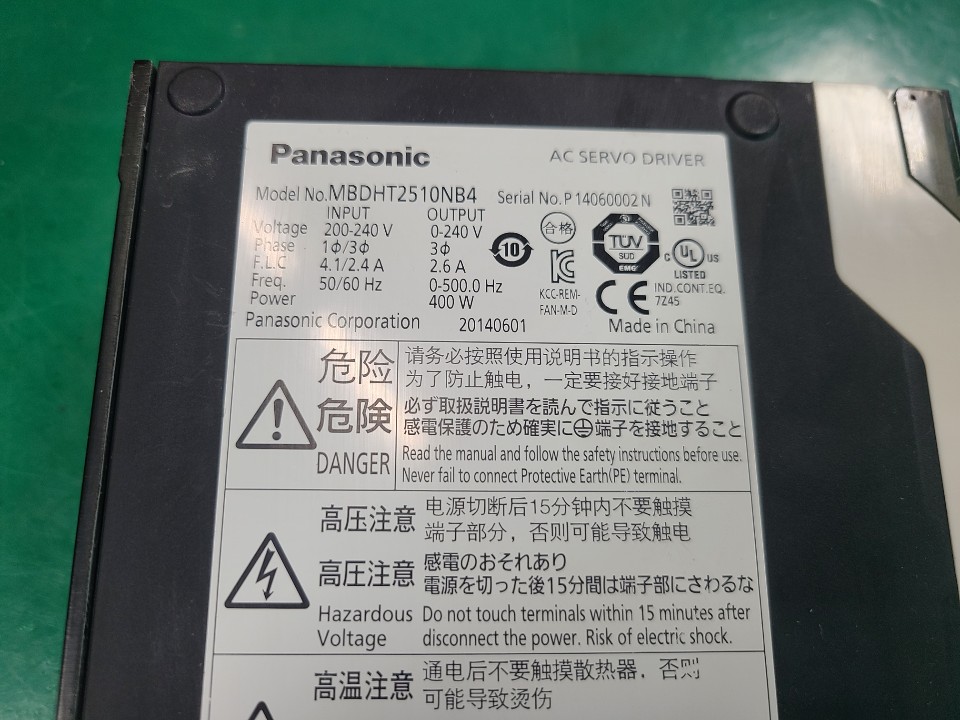 Panasonic AC SERVO DRIVER
Model No. MBDHT2510NB4 Serial No. P14060002N
INPUT OUTPUT
Voltage 200-240 V 0-240 V
Phase 1ϕ/3ϕ 3ϕ
F.L.C 4.1/2.4 A 2.6 A
Freq. 50/60 Hz 0-500.0 Hz
Power 400 W
Panasonic Corporation 20140601
10
合格
KCC-REM-
FAN-M-D
TÜV
SÜD
EMC
CE
c UL US
LISTED
IND.CONT.EQ.
7Z45
Made in China
危险
危険
DANGER
请务必按照使用说明书的指示操作
为了防止触电，一定要接好接地端子
必ず取扱説明書を読んで指示に従うこと
感電保護のため確実に⏚端子を接地すること
Read the manual and follow the safety instructions before use.
Never fail to connect Protective Earth(PE) terminal.
高压注意
电源切断后15分钟内不要触摸
端子部分，否则可能导致触电
高圧注意
感電のおそれあり
電源を切った後15分間は端子部にさわるな
Hazardous
Voltage
Do not touch terminals within 15 minutes after
disconnect the power. Risk of electric shock.
高温注意
通电后不要触摸散热器，否则
可能导致烫伤